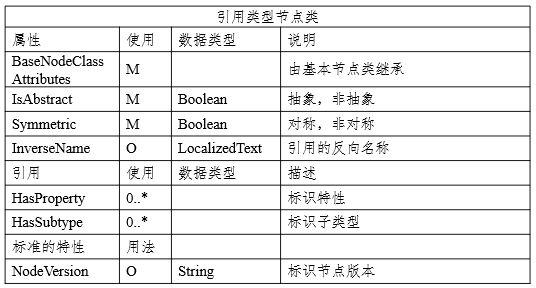 引用类型节点类
属性 使用 数据类型 说明
BaseNodeClass
Attributes M 由基本节点类继承
IsAbstract M Boolean 抽象，非抽象
Symmetric M Boolean 对称，非对称
InverseName O LocalizedText 引用的反向名称
引用 使用 数据类型 描述
HasProperty 0..* 标识特性
HasSubtype 0..* 标识子类型
标准的特性 用法
NodeVersion O String 标识节点版本